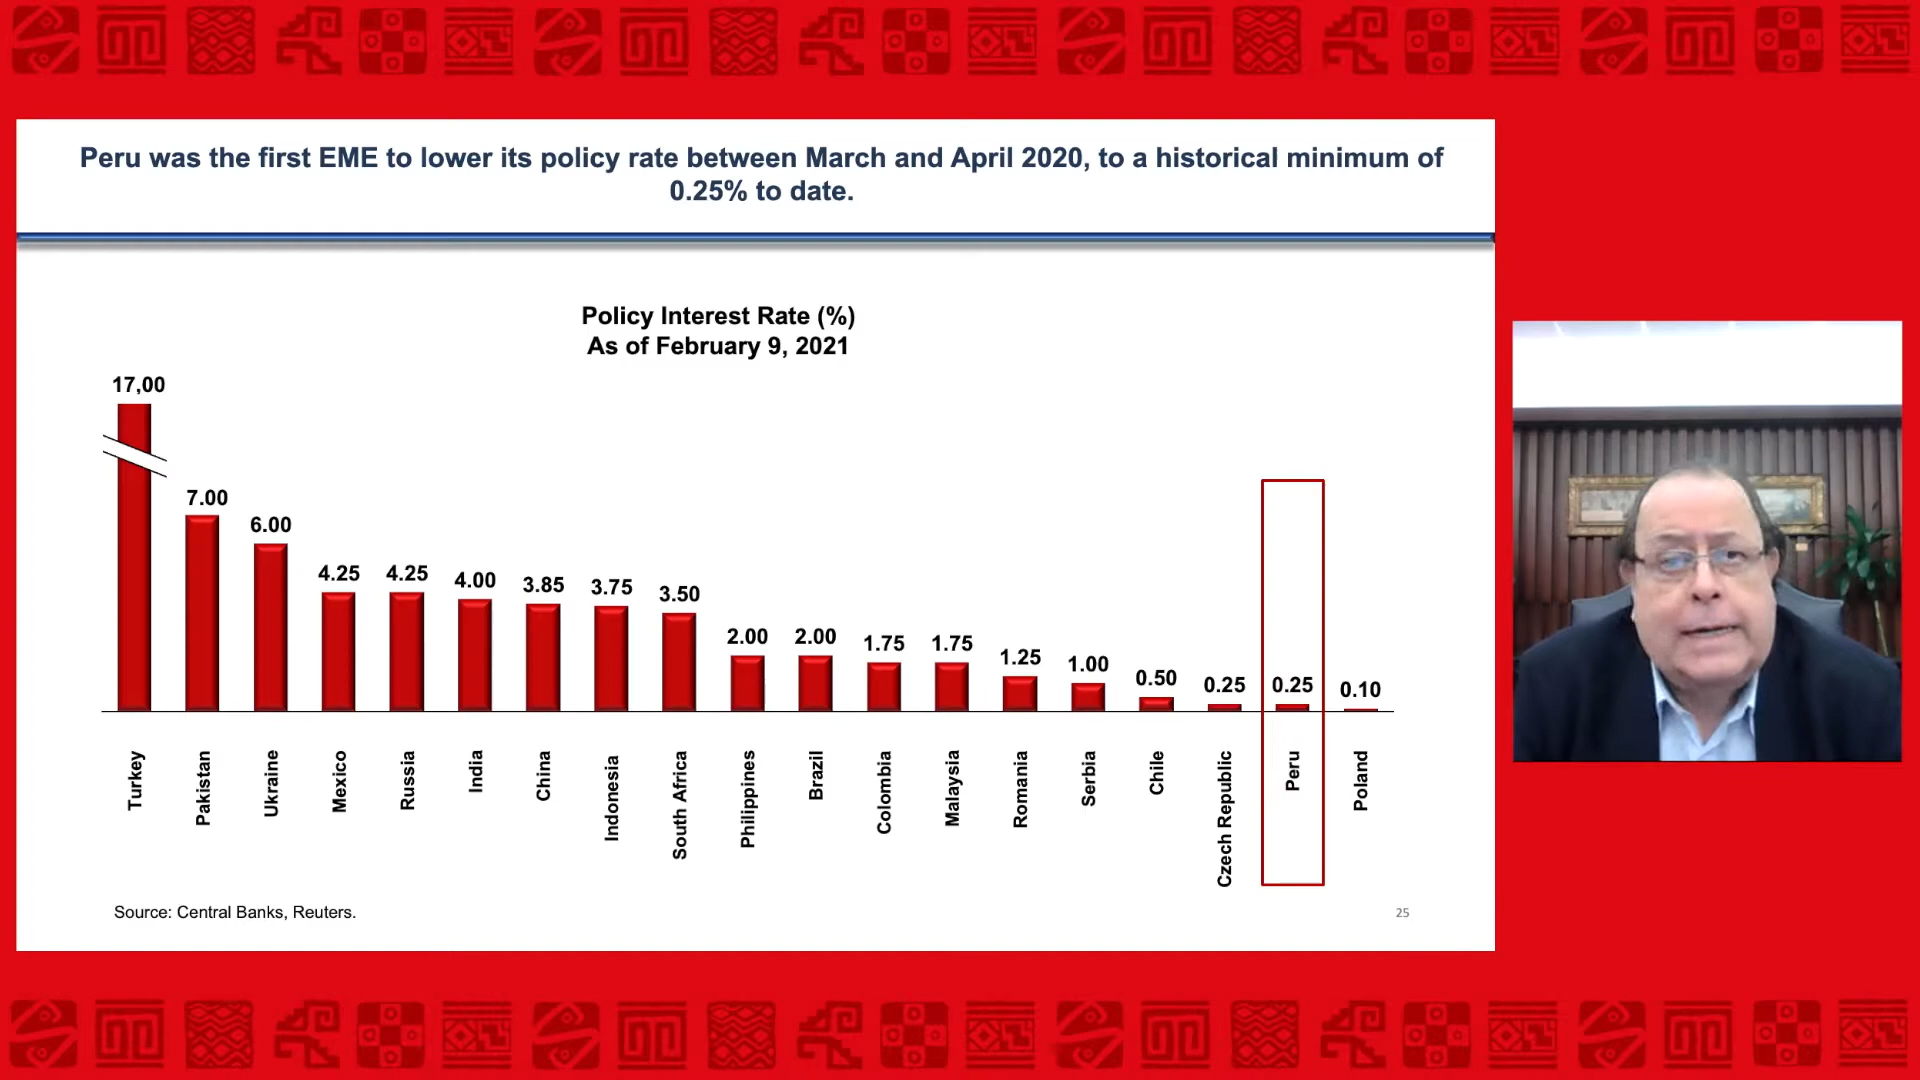 Peru was the first EME to lower its policy rate between March and April 2020, to a historical minimum of
0.25% to date.
Policy Interest Rate (%)
As of February 9, 2021
17,00
7.00
6.00
4.25
4.25
4.00
3.85
3.75
3.50
2.00
2.00
1.75
1.75
1.25
1.00
0.50
0.25
0.25
0.10
Turkey
Pakistan
Ukraine
Mexico
Russia
India
China
Indonesia
South Africa
Philippines
Brazil
Colombia
Malaysia
Romania
Serbia
Chile
Czech Republic
Peru
Poland
Source: Central Banks, Reuters.
25